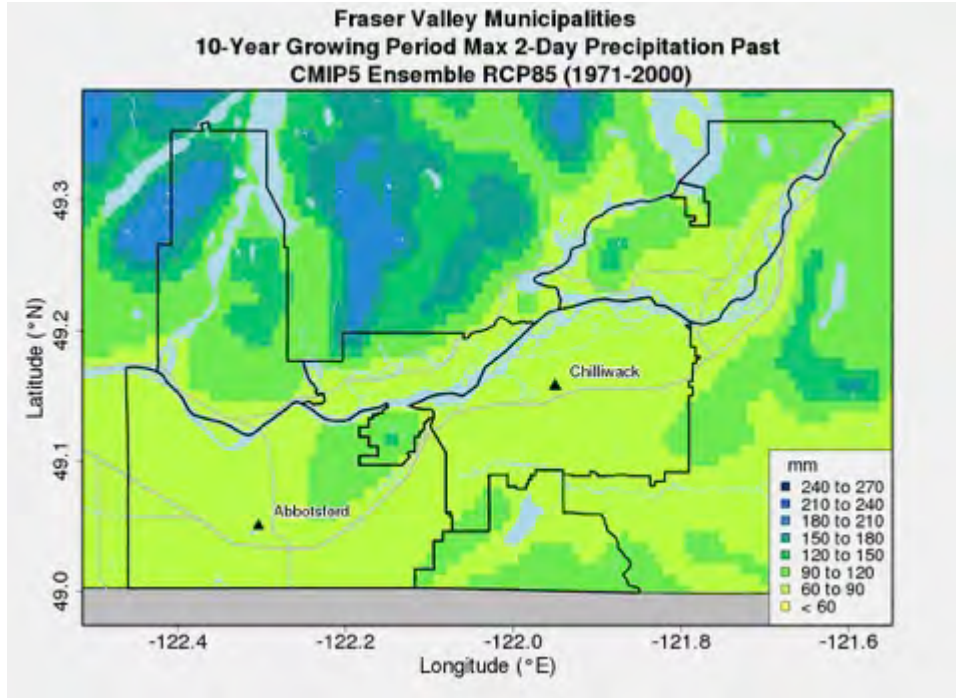 Fraser Valley Municipalities
10-Year Growing Period Max 2-Day Precipitation Past
CMIP5 Ensemble RCP85 (1971-2000)
Latitude (°N)
49.3
49.2
49.1
49.0
Chilliwack
Abbotsford
mm
240 to 270
210 to 240
180 to 210
150 to 180
120 to 150
90 to 120
60 to 90
< 60
-122.4
-122.2
-122.0
-121.8
-121.6
Longitude (°E)